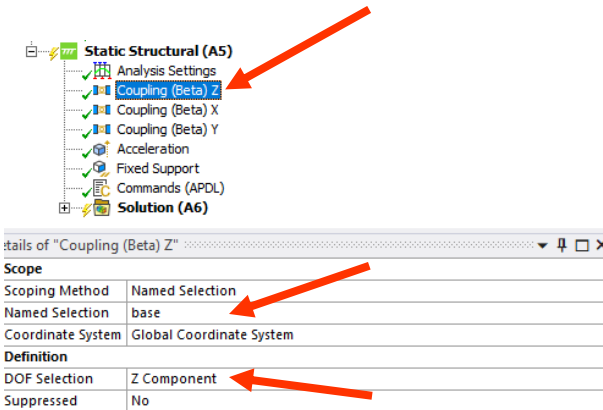 Static Structural (A5)
Analysis Settings
Coupling (Beta) Z
Coupling (Beta) X
Coupling (Beta) Y
Acceleration
Fixed Support
Commands (APDL)
Solution (A6)
etails of "Coupling (Beta) Z"
Scope
Scoping Method Named Selection
Named Selection base
Coordinate System Global Coordinate System
Definition
DOF Selection Z Component
Suppressed No